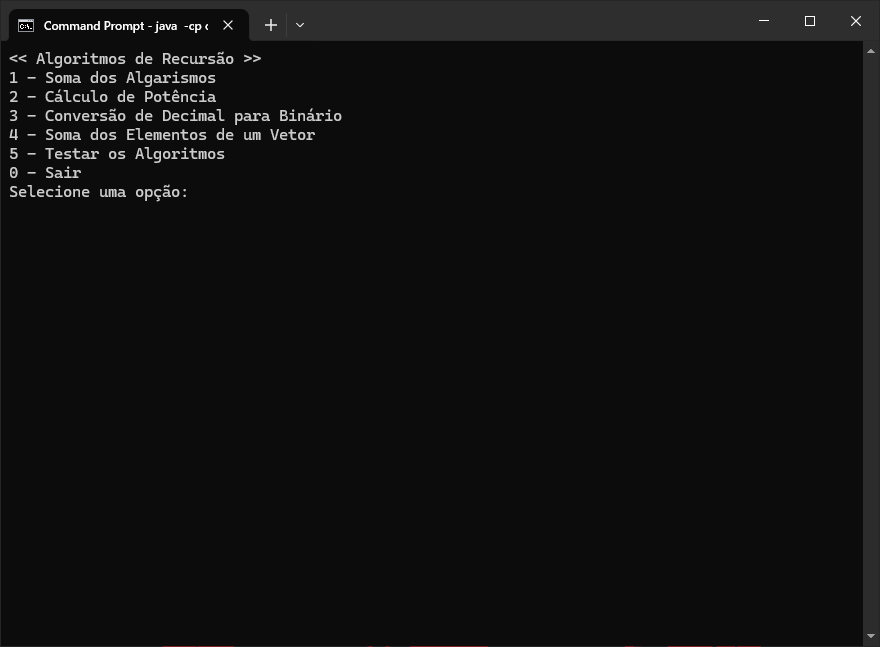 Command Prompt - java -cp c
<< Algoritmos de Recursão >>
1 - Soma dos Algarismos
2 - Cálculo de Potência
3 - Conversão de Decimal para Binário
4 - Soma dos Elementos de um Vetor
5 - Testar os Algoritmos
0 - Sair
Selecione uma opção: